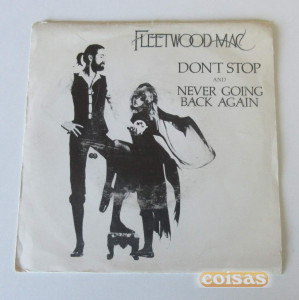 FLEETWOOD MAC
DON'T STOP
AND
NEVER GOING
BACK AGAIN
coisas